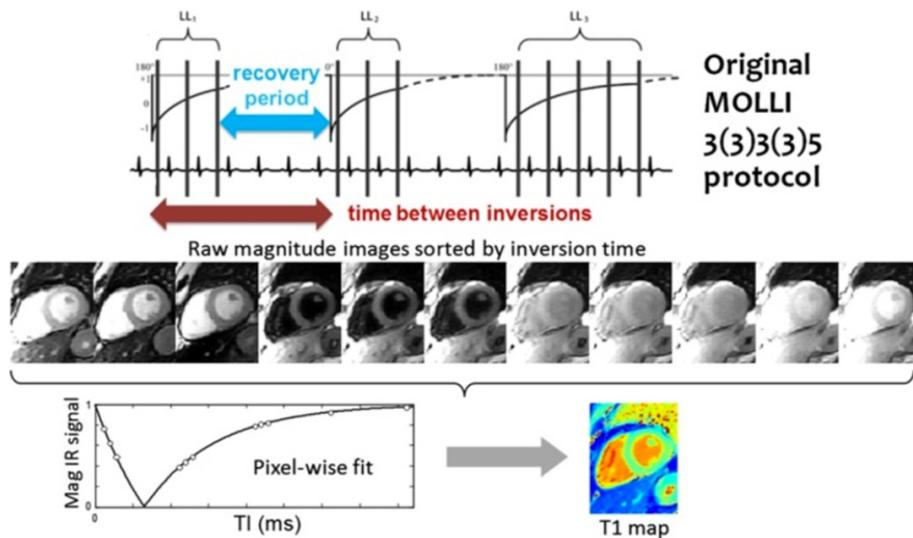 LL₁
LL₂
LL₃
180°
0°
180°
+1
0
-1
recovery
period
Original
MOLLI
3(3)3(3)5
protocol
time between inversions
Raw magnitude images sorted by inversion time
Mag IR signal
1
0
0
Pixel-wise fit
TI (ms)
T1 map